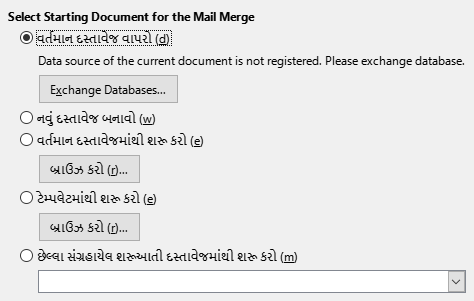 Select Starting Document for the Mail Merge
વર્તમાન દસ્તાવેજ વાપરો (d)
Data source of the current document is not registered. Please exchange database.
Exchange Databases...
નવું દસ્તાવેજ બનાવો (w)
વર્તમાન દસ્તાવેજમાંથી શરૂ કરો (e)
બ્રાઉઝ કરો (r)...
ટેમ્પલેટમાંથી શરૂ કરો (e)
બ્રાઉઝ કરો (r)...
છેલ્લા સંગ્રહાયેલ શરૂઆતી દસ્તાવેજમાંથી શરૂ કરો (m)